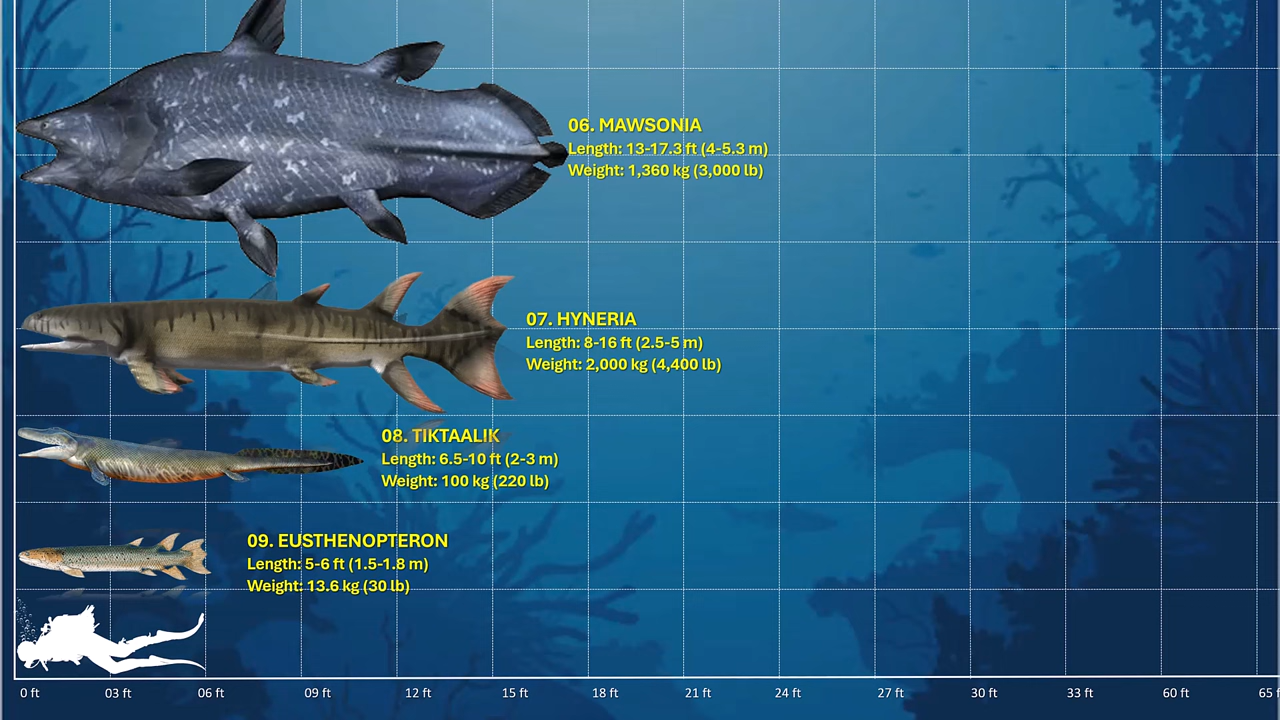 06. MAWSONIA
Length: 13-17.3 ft (4-5.3 m)
Weight: 1,360 kg (3,000 lb)
07. HYNERIA
Length: 8-16 ft (2.5-5 m)
Weight: 2,000 kg (4,400 lb)
08. TIKTAALIK
Length: 6.5-10 ft (2-3 m)
Weight: 100 kg (220 lb)
09. EUSTHENOPTERON
Length: 5-6 ft (1.5-1.8 m)
Weight: 13.6 kg (30 lb)
0 ft 03 ft 06 ft 09 ft 12 ft 15 ft 18 ft 21 ft 24 ft 27 ft 30 ft 33 ft 60 ft 65 f